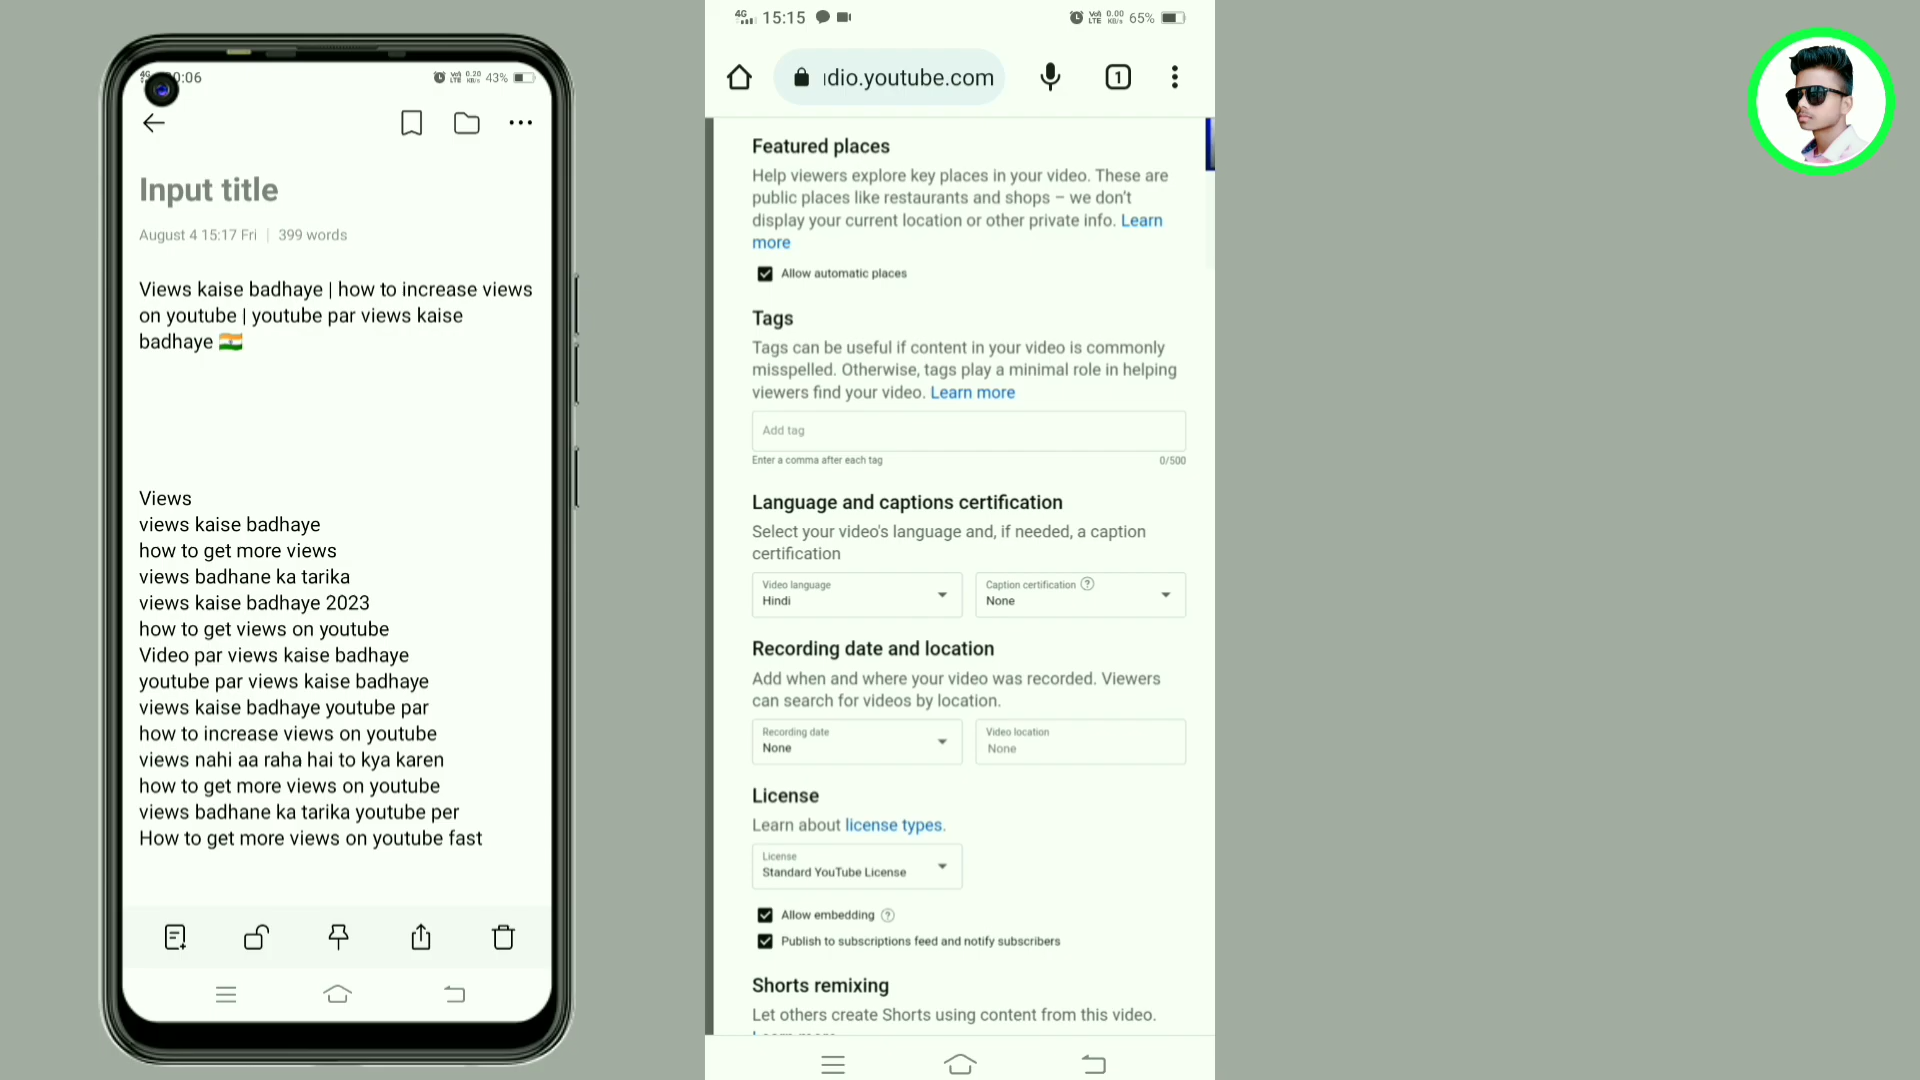 0:06
43%
Input title
August 4 15:17 Fri | 399 words
Views kaise badhaye | how to increase views
on youtube | youtube par views kaise
badhaye 🇮🇳
Views
views kaise badhaye
how to get more views
views badhane ka tarika
views kaise badhaye 2023
how to get views on youtube
Video par views kaise badhaye
youtube par views kaise badhaye
views kaise badhaye youtube par
how to increase views on youtube
views nahi aa raha hai to kya karen
how to get more views on youtube
views badhane ka tarika youtube per
How to get more views on youtube fast
4G 15:15
VoLTE 0.00 KB/s 65%
dio.youtube.com
1
Featured places
Help viewers explore key places in your video. These are
public places like restaurants and shops – we don't
display your current location or other private info. Learn
more
Allow automatic places
Tags
Tags can be useful if content in your video is commonly
misspelled. Otherwise, tags play a minimal role in helping
viewers find your video. Learn more
Add tag
Enter a comma after each tag 0/500
Language and captions certification
Select your video's language and, if needed, a caption
certification
Video language Caption certification ?
Hindi None
Recording date and location
Add when and where your video was recorded. Viewers
can search for videos by location.
Recording date Video location
None None
License
Learn about license types.
License
Standard YouTube License
Allow embedding ?
Publish to subscriptions feed and notify subscribers
Shorts remixing
Let others create Shorts using content from this video.